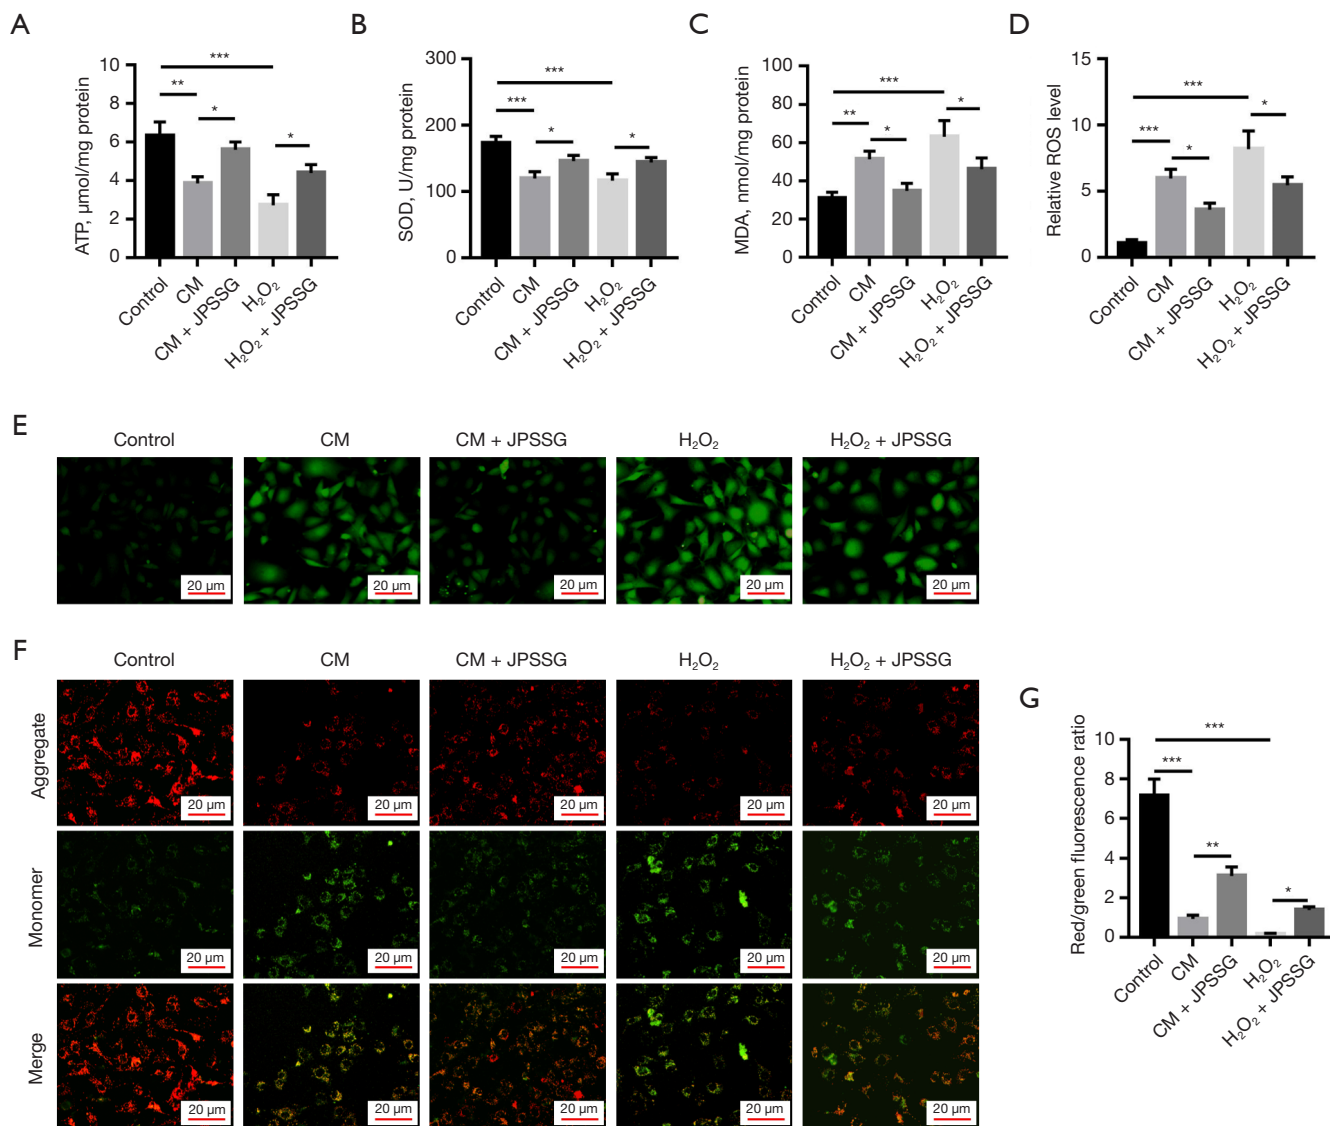 A
ATP, μmol/mg protein
10
8
6
4
2
0
***
**
*
*
Control
CM
CM + JPSSG
H₂O₂
H₂O₂ + JPSSG
B
SOD, U/mg protein
300
200
100
0
***
***
*
*
Control
CM
CM + JPSSG
H₂O₂
H₂O₂ + JPSSG
C
MDA, nmol/mg protein
100
80
60
40
20
0
***
**
*
*
Control
CM
CM + JPSSG
H₂O₂
H₂O₂ + JPSSG
D
Relative ROS level
15
10
5
0
***
***
*
*
Control
CM
CM + JPSSG
H₂O₂
H₂O₂ + JPSSG
E
Control CM CM + JPSSG H₂O₂ H₂O₂ + JPSSG
20 μm 20 μm 20 μm 20 μm 20 μm
F
Control CM CM + JPSSG H₂O₂ H₂O₂ + JPSSG
Aggregate
20 μm 20 μm 20 μm 20 μm 20 μm
Monomer
20 μm 20 μm 20 μm 20 μm 20 μm
Merge
20 μm 20 μm 20 μm 20 μm 20 μm
G
Red/green fluorescence ratio
10
8
6
4
2
0
***
***
**
*
Control
CM
CM + JPSSG
H₂O₂
H₂O₂ + JPSSG